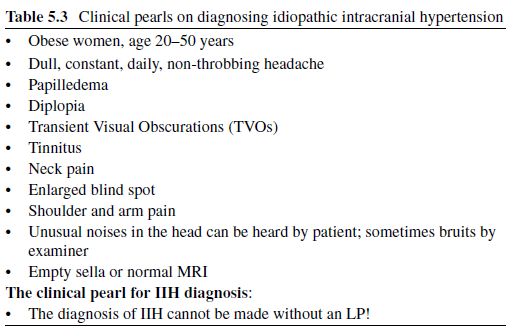 Table 5.3 Clinical pearls on diagnosing idiopathic intracranial hypertension
• Obese women, age 20–50 years
• Dull, constant, daily, non-throbbing headache
• Papilledema
• Diplopia
• Transient Visual Obscurations (TVOs)
• Tinnitus
• Neck pain
• Enlarged blind spot
• Shoulder and arm pain
• Unusual noises in the head can be heard by patient; sometimes bruits by
examiner
• Empty sella or normal MRI
The clinical pearl for IIH diagnosis:
• The diagnosis of IIH cannot be made without an LP!